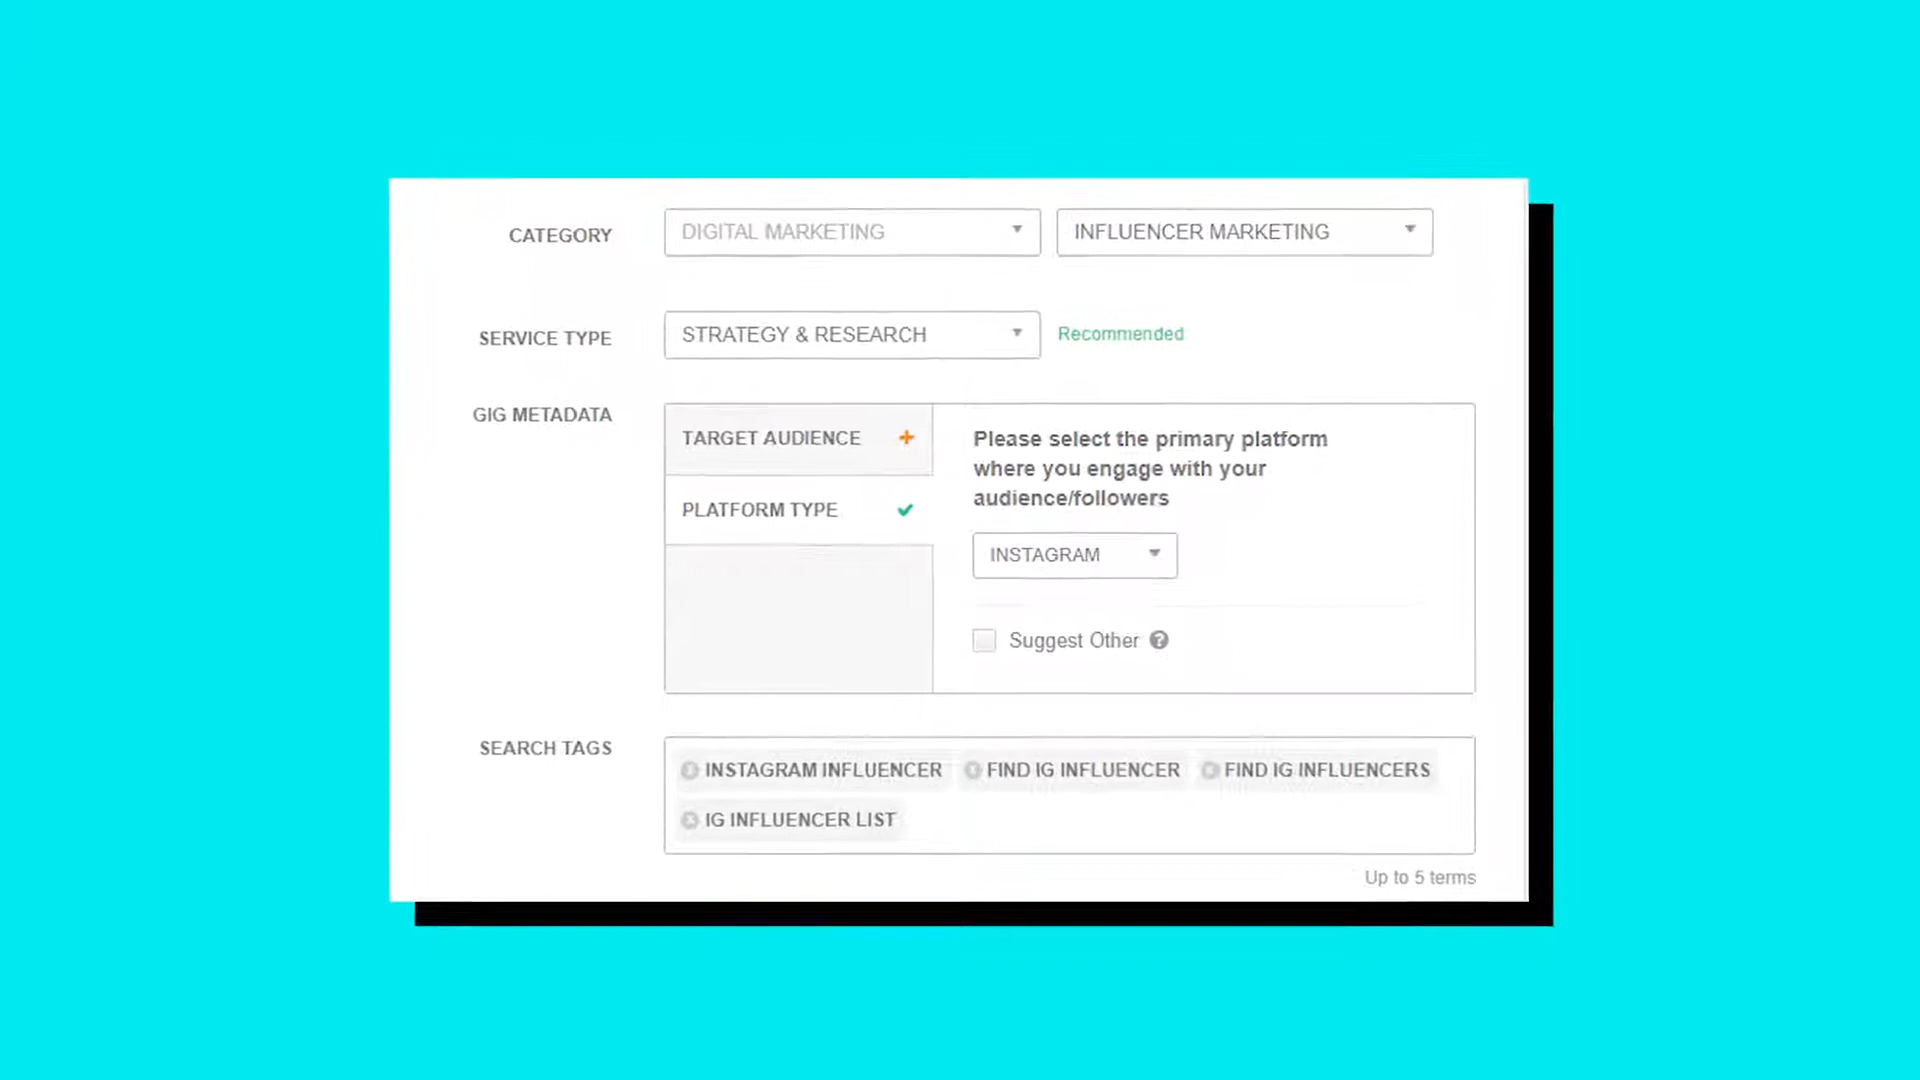 CATEGORY DIGITAL MARKETING INFLUENCER MARKETING
SERVICE TYPE STRATEGY & RESEARCH Recommended
GIG METADATA
TARGET AUDIENCE
PLATFORM TYPE
Please select the primary platform
where you engage with your
audience/followers
INSTAGRAM
Suggest Other
SEARCH TAGS
INSTAGRAM INFLUENCER FIND IG INFLUENCER FIND IG INFLUENCERS
IG INFLUENCER LIST
Up to 5 terms